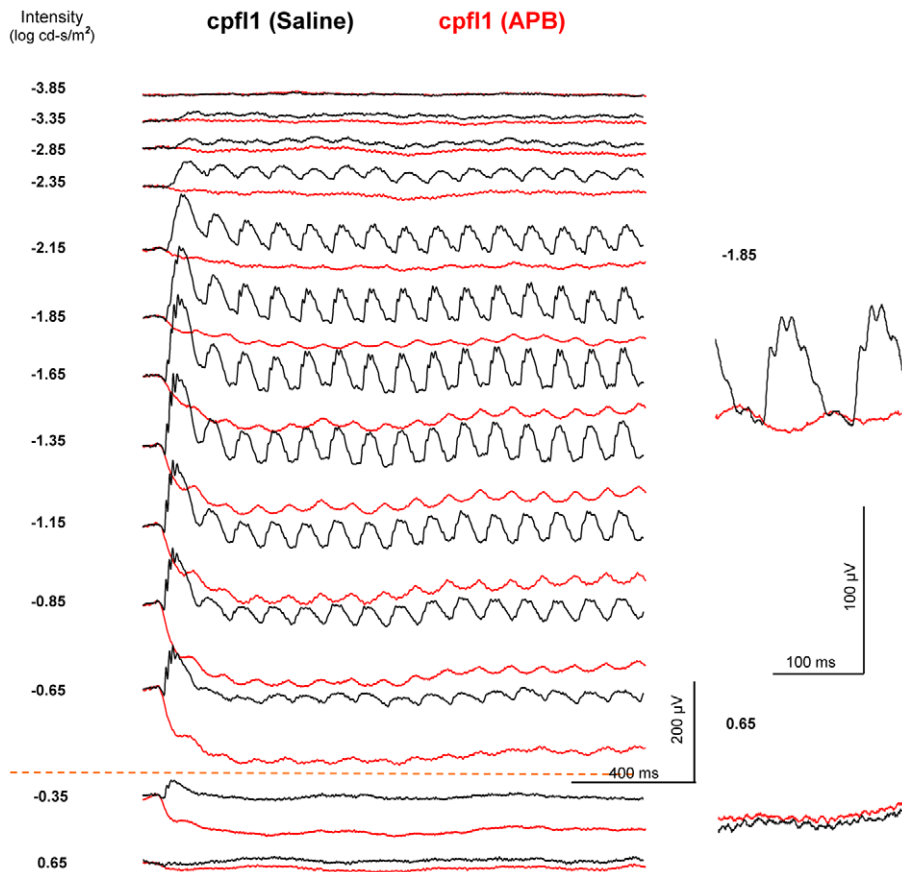 Intensity
(log cd-s/m²)
cpfl1 (Saline)
cpfl1 (APB)
-3.85
-3.35
-2.85
-2.35
-2.15
-1.85
-1.65
-1.35
-1.15
-0.85
-0.65
-0.35
0.65
-1.85
100 µV
100 ms
200 µV
400 ms
0.65